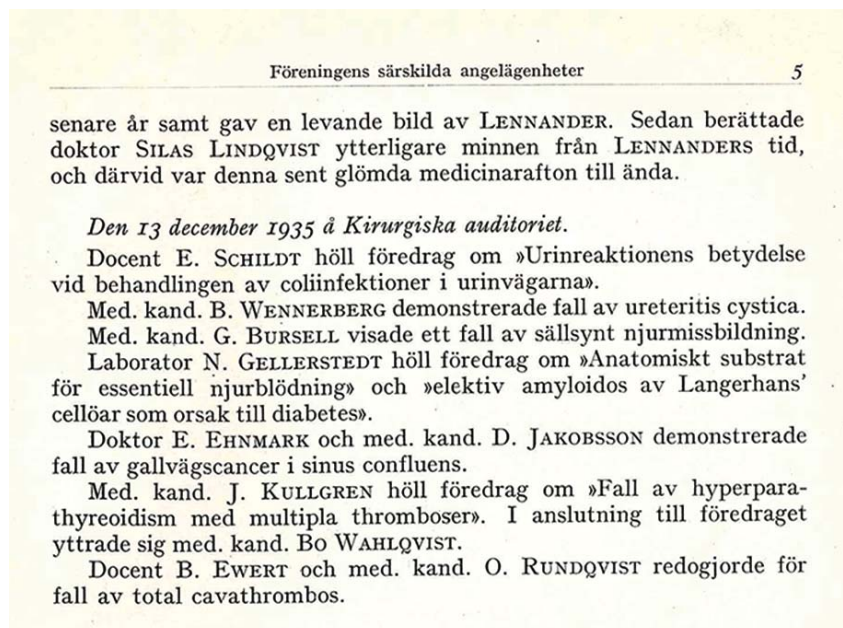 Föreningens särskilda angelägenheter 5
senare år samt gav en levande bild av LENNANDER. Sedan berättade
doktor SILAS LINDQVIST ytterligare minnen från LENNANDERS tid,
och därvid var denna sent glömda medicinarafton till ända.
Den 13 december 1935 å Kirurgiska auditoriet.
Docent E. SCHILDT höll föredrag om »Urinreaktionens betydelse
vid behandlingen av coliinfektioner i urinvägarna».
Med. kand. B. WENNERBERG demonstrerade fall av ureteritis cystica.
Med. kand. G. BURSELL visade ett fall av sällsynt njurmissbildning.
Laborator N. GELLERSTEDT höll föredrag om »Anatomiskt substrat
för essentiell njurblödning» och »elektiv amyloidos av Langerhans'
cellöar som orsak till diabetes».
Doktor E. EHNMARK och med. kand. D. JAKOBSSON demonstrerade
fall av gallvägscancer i sinus confluens.
Med. kand. J. KULLGREN höll föredrag om »Fall av hyperpara-
thyreoidism med multipla thromboser». I anslutning till föredraget
yttrade sig med. kand. BO WAHLQVIST.
Docent B. EWERT och med. kand. O. RUNDQVIST redogjorde för
fall av total cavathrombos.